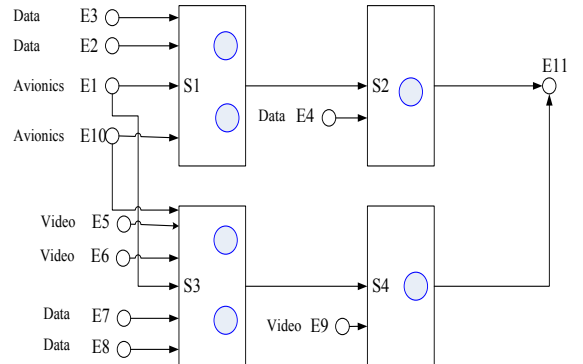 Data E3
Data E2
E11
Avionics E1 S1 S2
Data E4
Avionics E10
Video E5
Video E6
S3 S4
Data E7
Video E9
Data E8